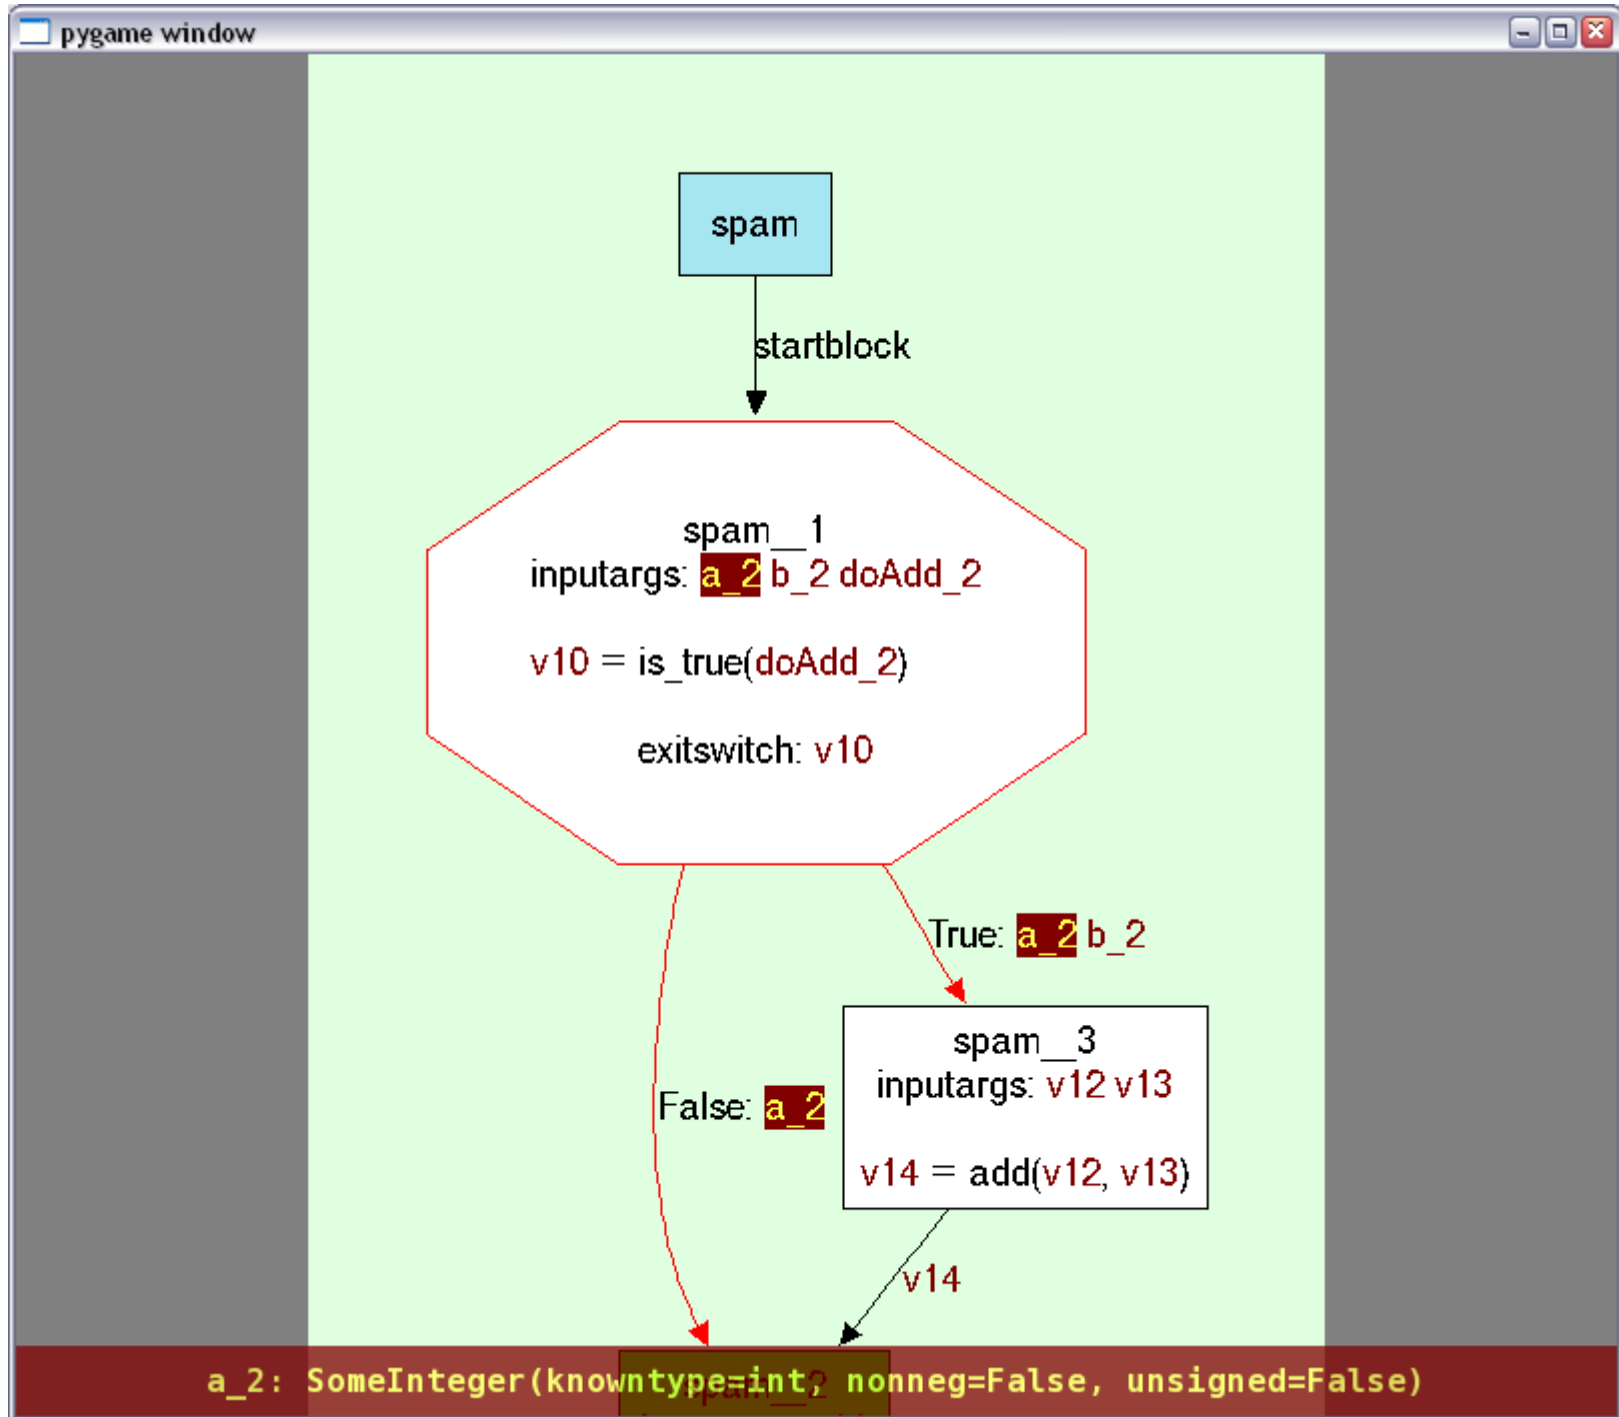 pygame window
spam
startblock
spam__1
inputargs: a_2 b_2 doAdd_2
v10 = is_true(doAdd_2)
exitswitch: v10
True: a_2 b_2
spam__3
inputargs: v12 v13
False: a_2
v14 = add(v12, v13)
v14
a_2: SomeInteger(knowntype=int, nonneg=False, unsigned=False)
spam__2